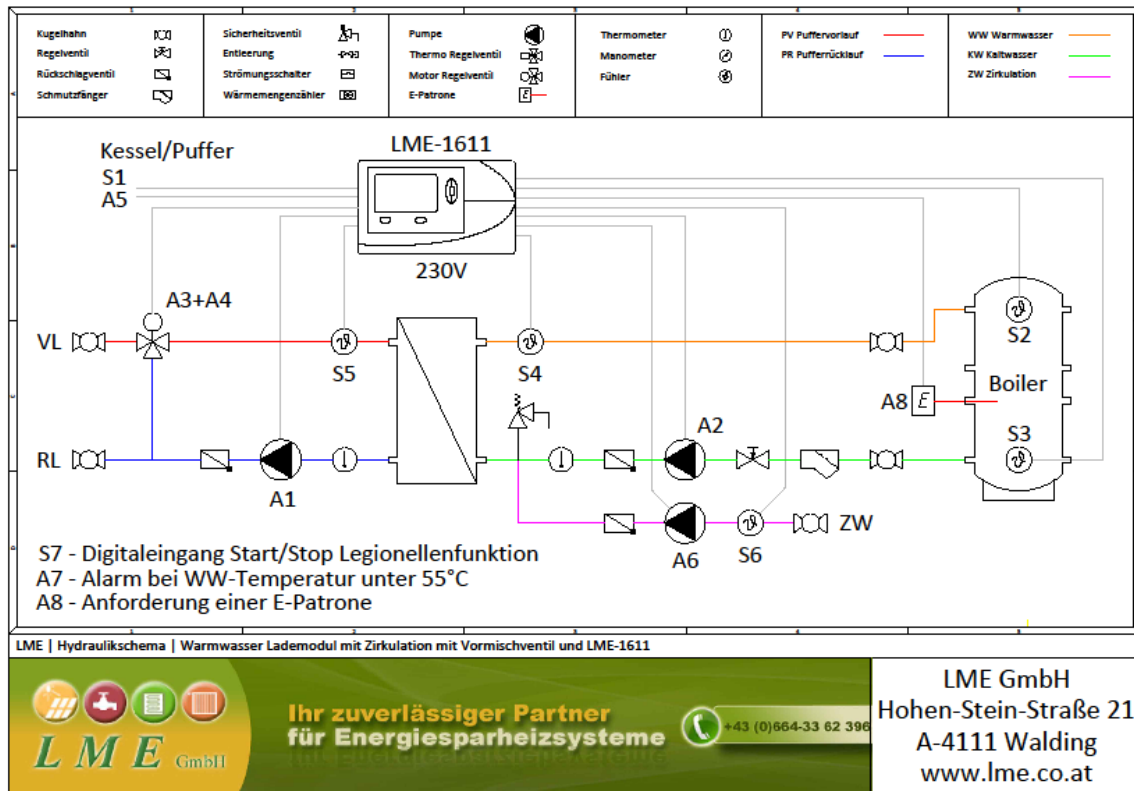 1 2 3 4 5
Kugelhahn
Regelventil
Rückschlagventil
Schmutzfänger
Sicherheitsventil
Entleerung
Strömungsschalter
Wärmemengenzähler
Pumpe
Thermo Regelventil
Motor Regelventil
E-Patrone
E
Thermometer
Manometer
Fühler
PV Puffervorlauf
PR Pufferrücklauf
WW Warmwasser
KW Kaltwasser
ZW Zirkulation
Kessel/Puffer
S1
A5
LME-1611
230V
A3+A4
VL
S5
S4
S2
Boiler
A8
E
S3
RL
A1
A2
A6
S6
ZW
S7 - Digitaleingang Start/Stop Legionellenfunktion
A7 - Alarm bei WW-Temperatur unter 55°C
A8 - Anforderung einer E-Patrone
LME | Hydraulikschema | Warmwasser Lademodul mit Zirkulation mit Vormischventil und LME-1611
LME GmbH
Ihr zuverlässiger Partner
für Energiesparheizsysteme
+43 (0)664-33 62 396
LME GmbH
Hohen-Stein-Straße 21
A-4111 Walding
www.lme.co.at